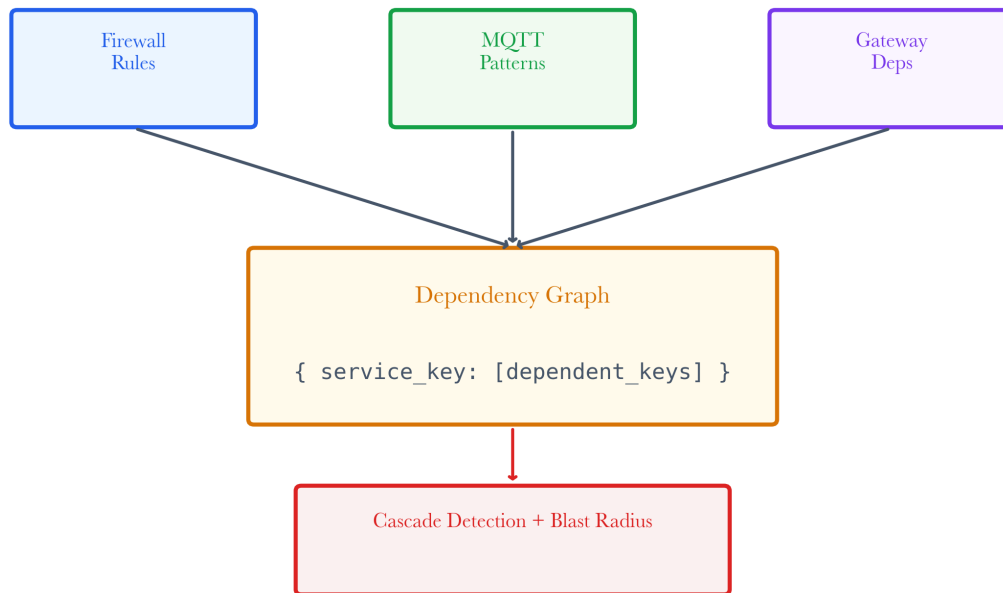 Firewall
Rules
MQTT
Patterns
Gateway
Deps
Dependency Graph
{ service_key: [dependent_keys] }
Cascade Detection + Blast Radius